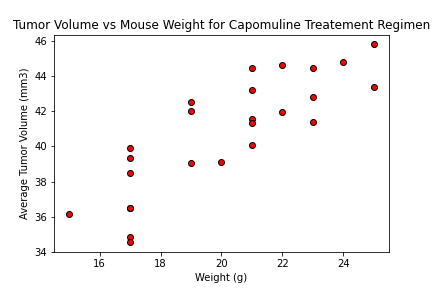 Tumor Volume vs Mouse Weight for Capomuline Treatement Regimen
46
44
42
40
38
36
34
Average Tumor Volume (mm3)
16 18 20 22 24
Weight (g)